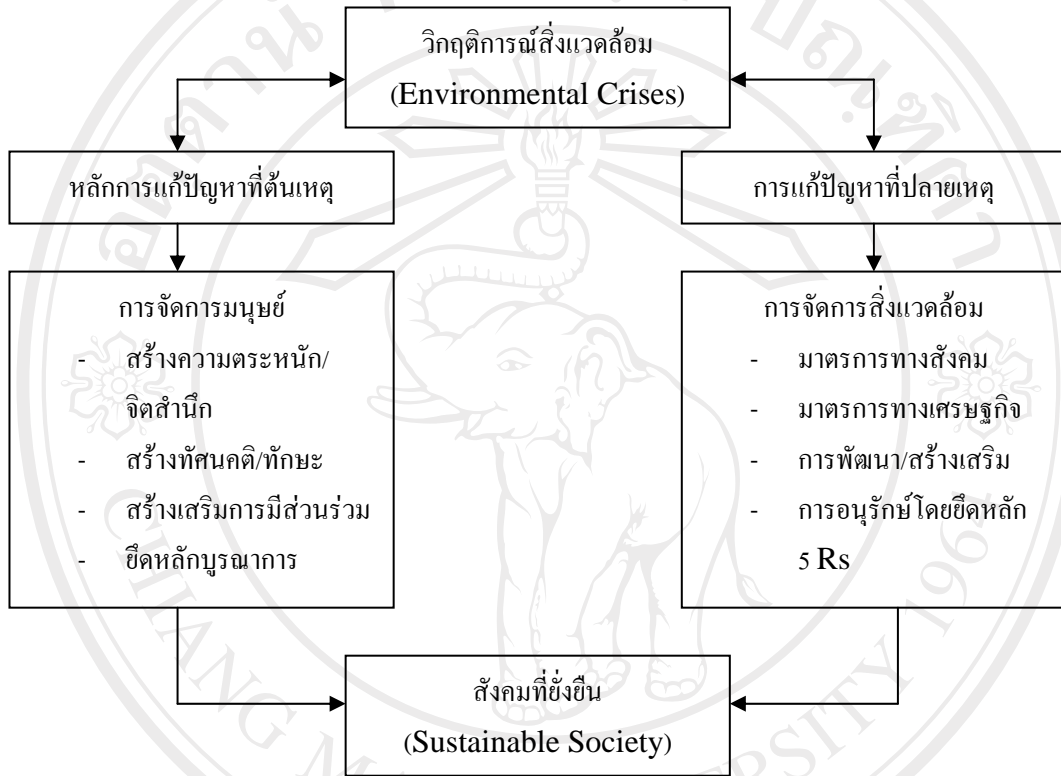 วิกฤติการณ์สิ่งแวดล้อม
(Environmental Crises)
หลักการแก้ปัญหาที่ต้นเหตุ
การแก้ปัญหาที่ปลายเหตุ
การจัดการมนุษย์
- สร้างความตระหนัก/
จิตสำนึก
- สร้างทัศนคติ/ทักษะ
- สร้างเสริมการมีส่วนร่วม
- ยึดหลักบูรณาการ
การจัดการสิ่งแวดล้อม
- มาตรการทางสังคม
- มาตรการทางเศรษฐกิจ
- การพัฒนา/สร้างเสริม
- การอนุรักษ์โดยยึดหลัก
5 Rs
สังคมที่ยั่งยืน
(Sustainable Society)
CHIANG
1964